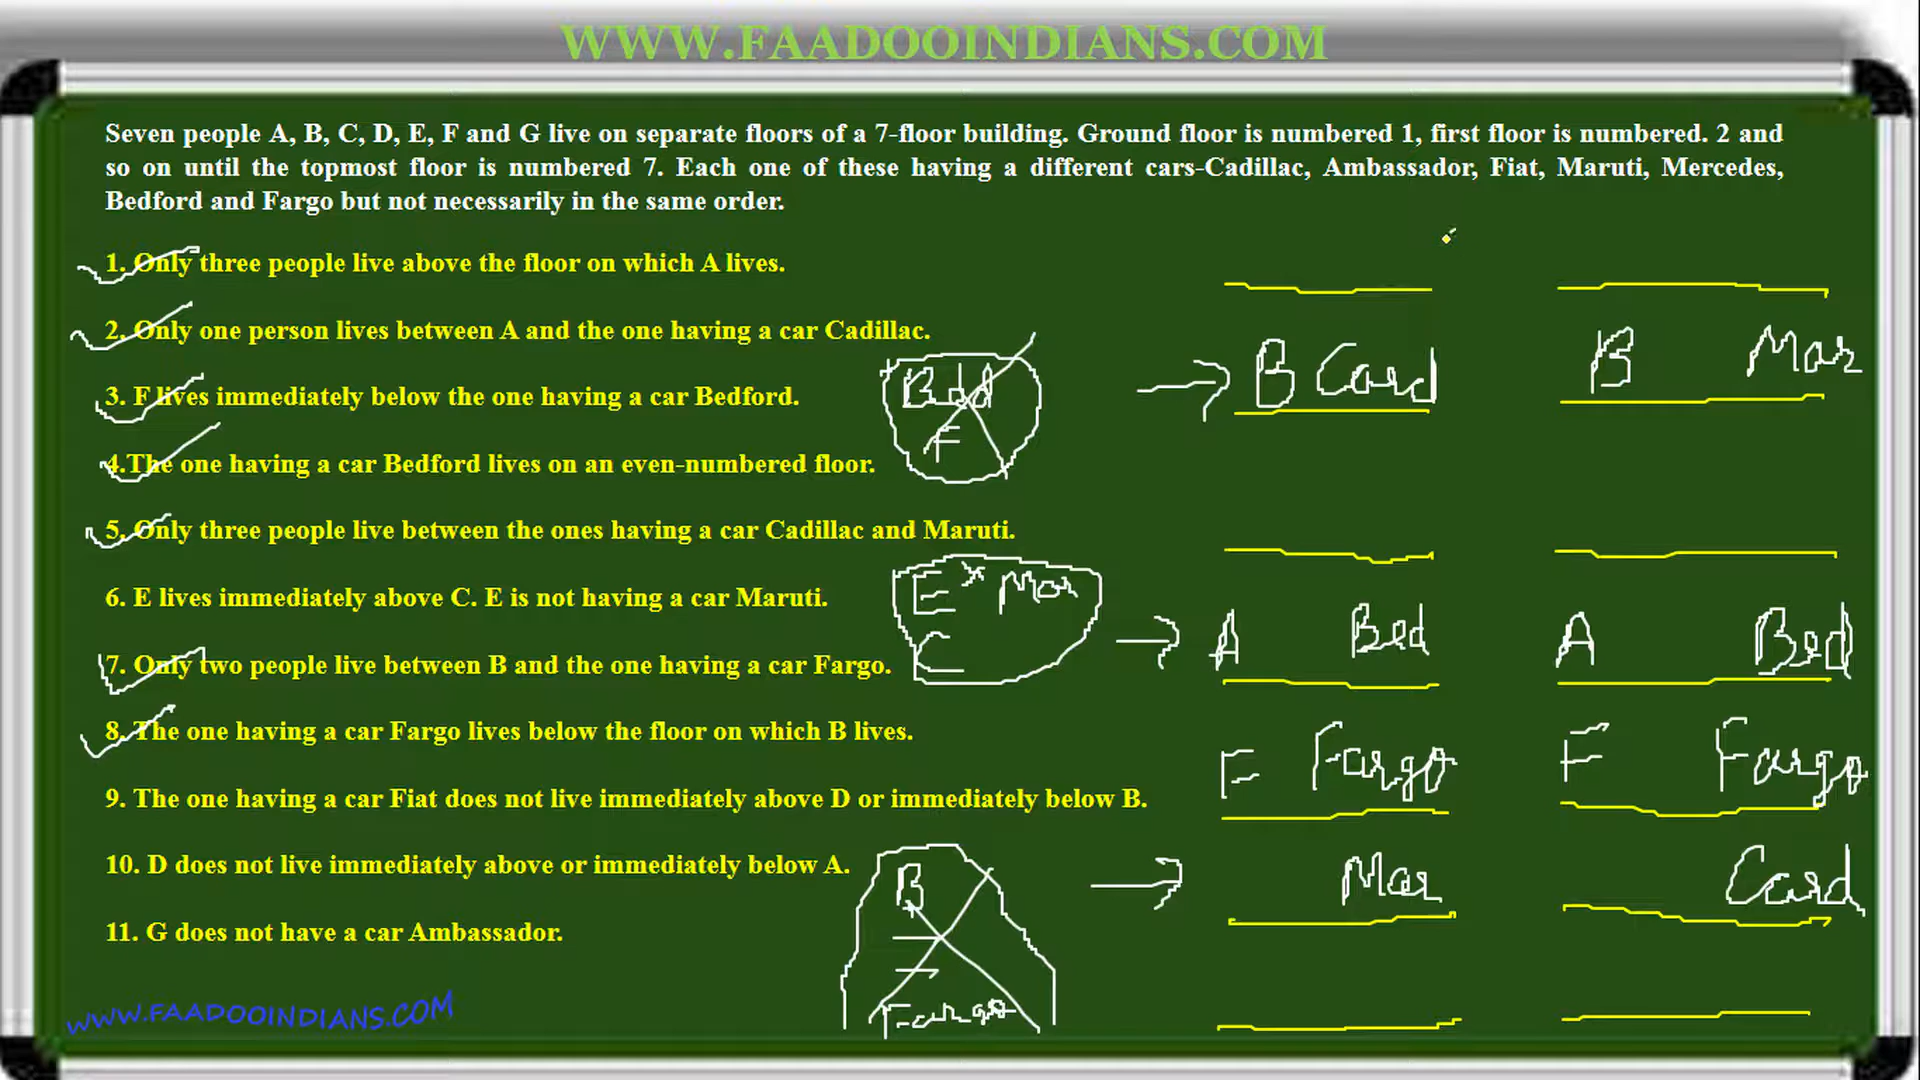 WWW.FAADOOINDIANS.COM
Seven people A, B, C, D, E, F and G live on separate floors of a 7-floor building. Ground floor is numbered 1, first floor is numbered. 2 and
so on until the topmost floor is numbered 7. Each one of these having a different cars-Cadillac, Ambassador, Fiat, Maruti, Mercedes,
Bedford and Fargo but not necessarily in the same order.
1. Only three people live above the floor on which A lives.
2. Only one person lives between A and the one having a car Cadillac.
3. F lives immediately below the one having a car Bedford.
4.The one having a car Bedford lives on an even-numbered floor.
5. Only three people live between the ones having a car Cadillac and Maruti.
6. E lives immediately above C. E is not having a car Maruti.
7. Only two people live between B and the one having a car Fargo.
8. The one having a car Fargo lives below the floor on which B lives.
9. The one having a car Fiat does not live immediately above D or immediately below B.
10. D does not live immediately above or immediately below A.
11. G does not have a car Ambassador.
WWW.FAADOOINDIANS.COM
F
E Mar
C
B
Fargo
B Card
A Bed
F Fargo
Mar
B Mar
A Bed
F Fargo
Card